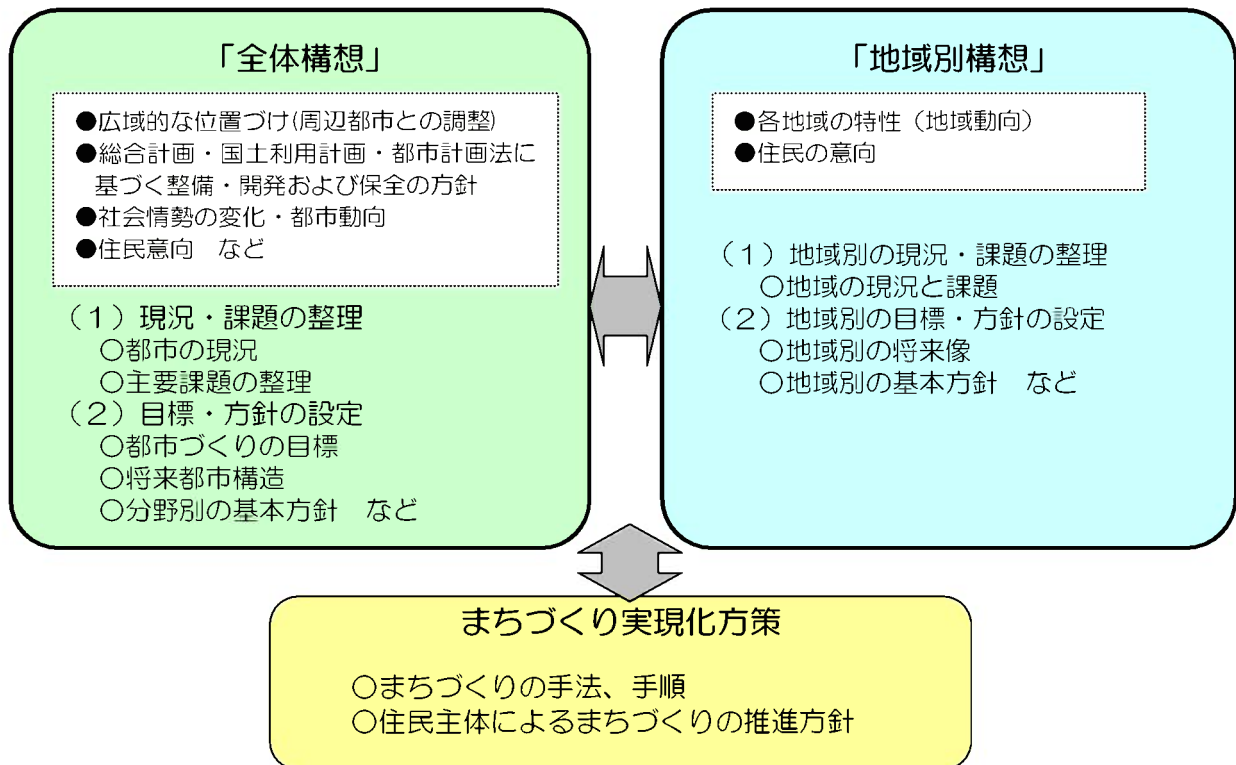 「全体構想」
●広域的な位置づけ(周辺都市との調整)
●総合計画・国土利用計画・都市計画法に
基づく整備・開発および保全の方針
●社会情勢の変化・都市動向
●住民意向　など
（１）現況・課題の整理
○都市の現況
○主要課題の整理
（２）目標・方針の設定
○都市づくりの目標
○将来都市構造
○分野別の基本方針　など
「地域別構想」
●各地域の特性（地域動向）
●住民の意向
（１）地域別の現況・課題の整理
○地域の現況と課題
（２）地域別の目標・方針の設定
○地域別の将来像
○地域別の基本方針　など
まちづくり実現化方策
○まちづくりの手法、手順
○住民主体によるまちづくりの推進方針